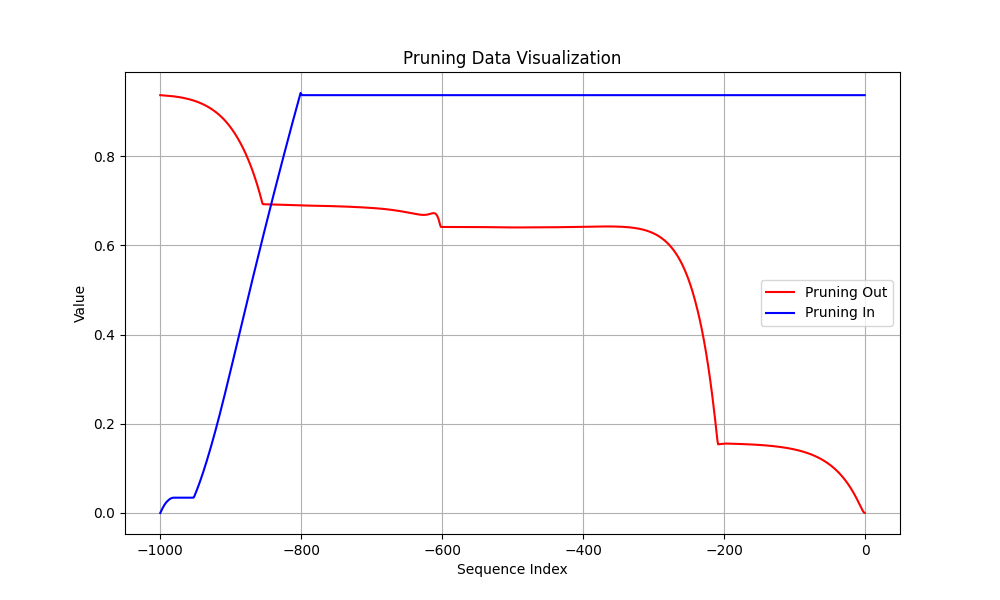 Pruning Data Visualization
Value
0.8
0.6
0.4
0.2
0.0
Pruning Out
Pruning In
−1000 −800 −600 −400 −200 0
Sequence Index